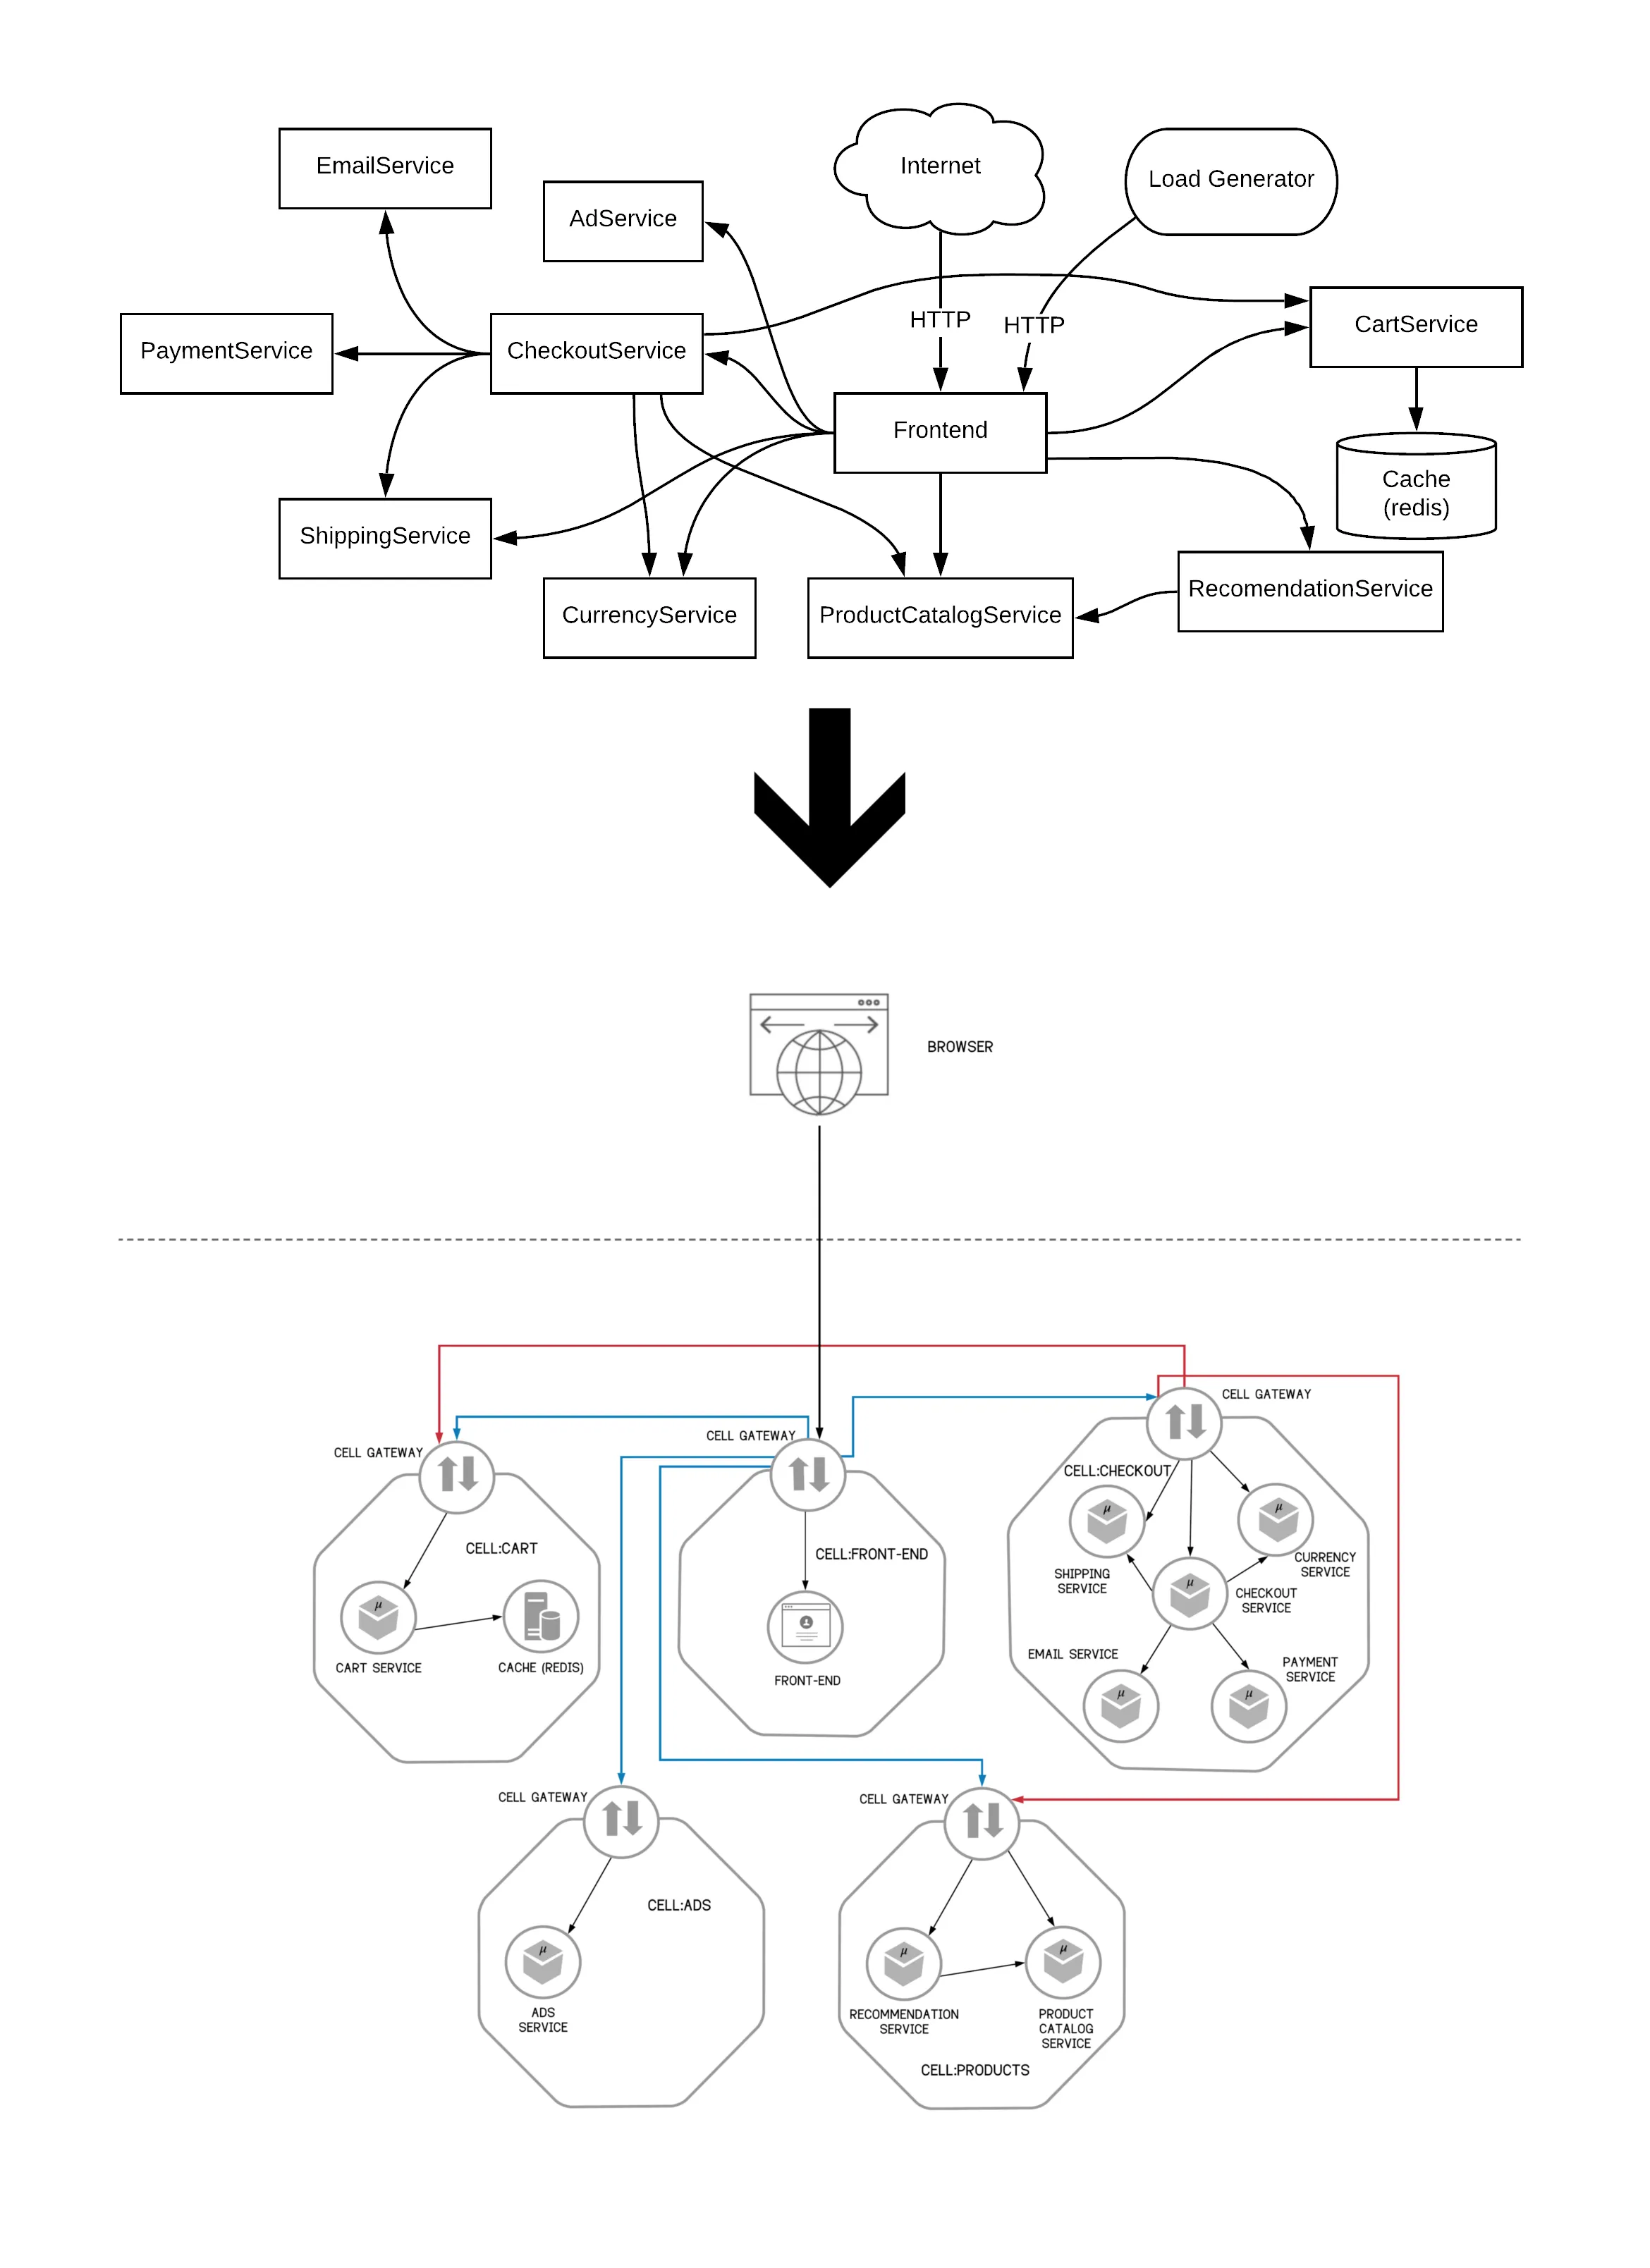 EmailService
AdService
Internet
Load Generator
PaymentService
CheckoutService
HTTP
HTTP
CartService
Frontend
Cache
(redis)
ShippingService
CurrencyService
ProductCatalogService
RecomendationService
BROWSER
CELL GATEWAY
CELL GATEWAY
CELL GATEWAY
CELL:CART
CART SERVICE
CACHE (REDIS)
CELL:FRONT-END
FRONT-END
CELL:CHECKOUT
SHIPPING
SERVICE
CURRENCY
SERVICE
CHECKOUT
SERVICE
EMAIL SERVICE
PAYMENT
SERVICE
μ
μ
μ
μ
μ
μ
CELL GATEWAY
CELL GATEWAY
CELL:ADS
μ
ADS
SERVICE
μ
μ
RECOMMENDATION
SERVICE
PRODUCT
CATALOG
SERVICE
CELL:PRODUCTS